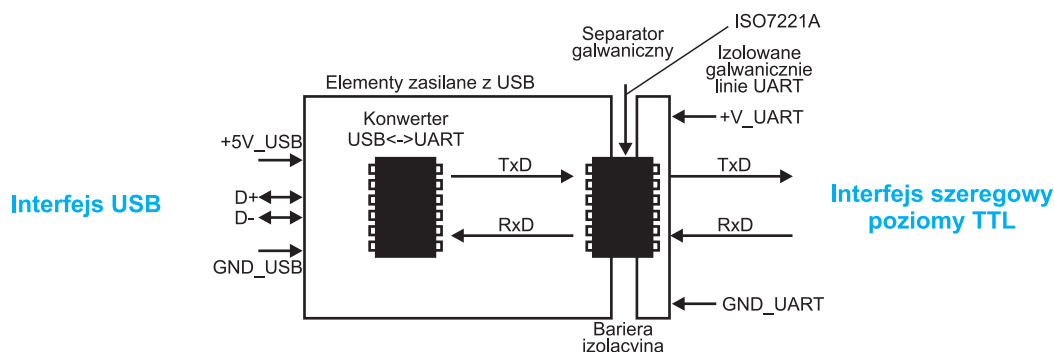 ISO7221A
Separator
galwaniczny
Izolowane
galwanicznie
linie UART
Elementy zasilane z USB
+V_UART
Konwerter
USB<->UART
+5V_USB
TxD
TxD
Interfejs USB
D+
D-
Interfejs szeregowy
poziomy TTL
RxD
RxD
GND_USB
GND_UART
Bariera
izolacyjna